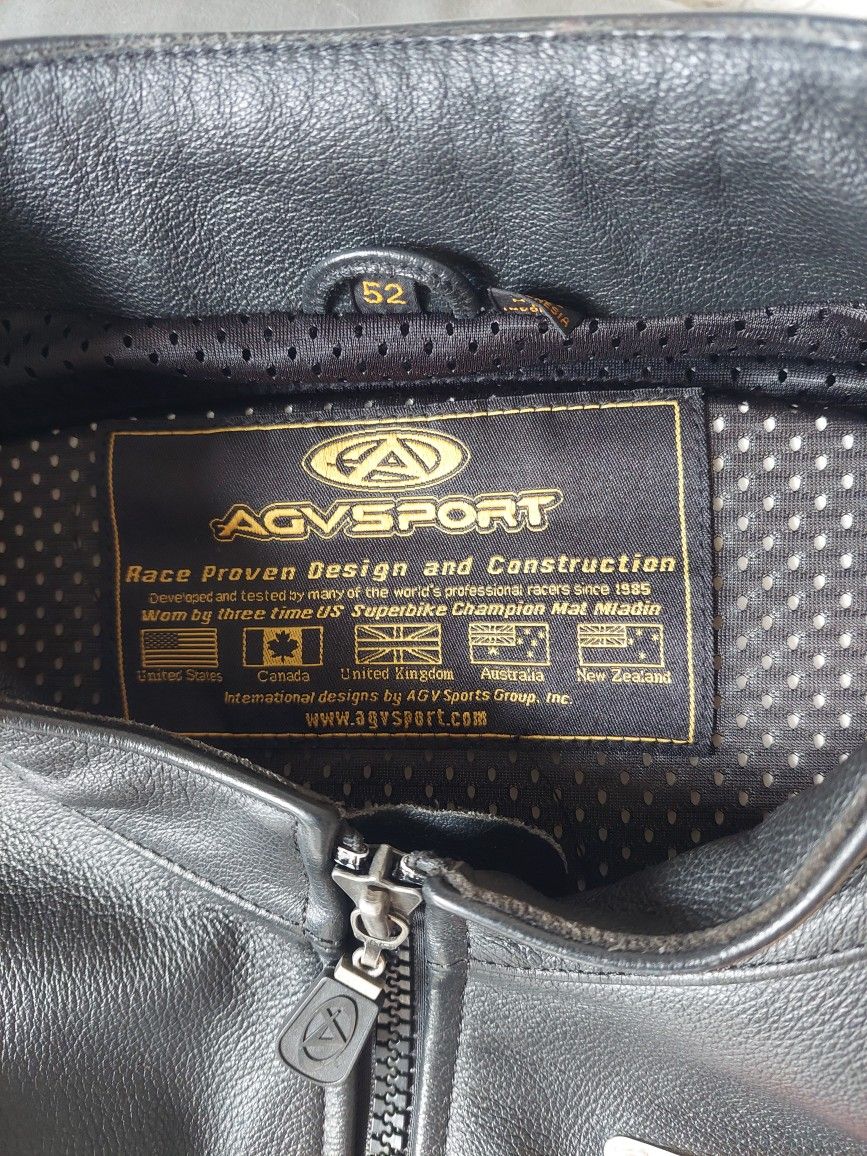 52
INDONESIA
AGVSPORT
Race Proven Design and Construction
Developed and tested by many of the world's professional racers since 1985
Worn by three time US Superbike Champion Mat Mladin
United States Canada United Kingdom Australia New Zealand
International designs by AGV Sports Group, Inc.
www.agvsport.com